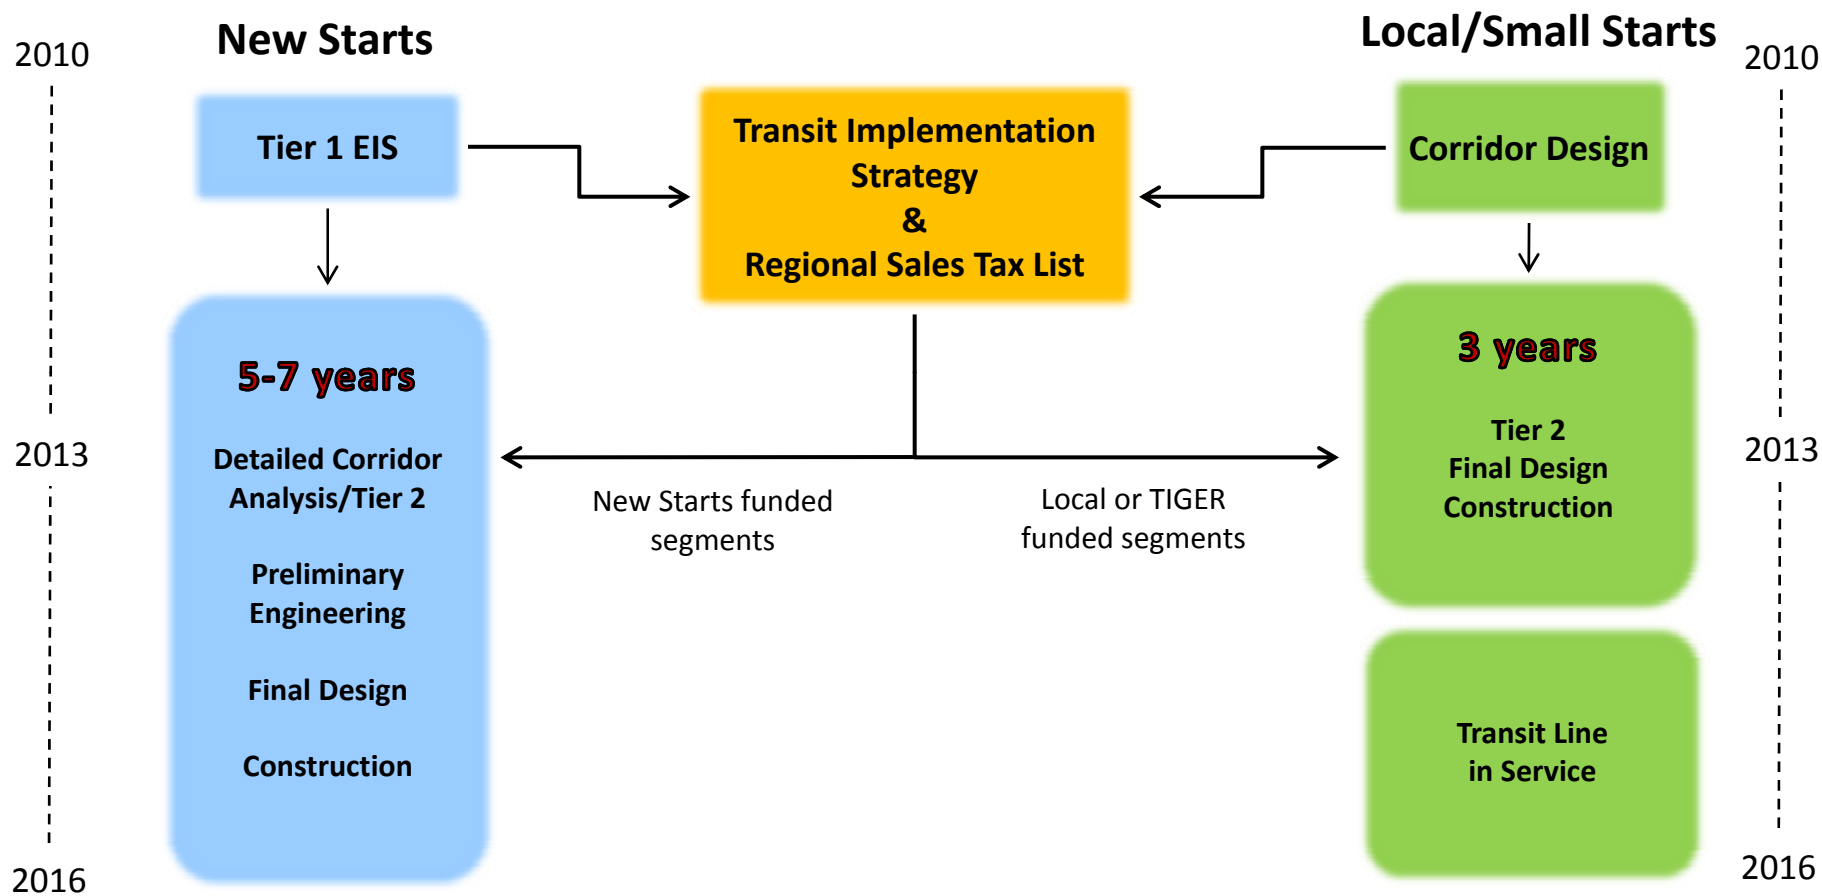 New Starts
Local/Small Starts
2010
2010
Tier 1 EIS
Transit Implementation
Strategy
&
Regional Sales Tax List
Corridor Design
5-7 years
Detailed Corridor
Analysis/Tier 2
Preliminary
Engineering
Final Design
Construction
3 years
Tier 2
Final Design
Construction
2013
2013
New Starts funded
segments
Local or TIGER
funded segments
Transit Line
in Service
2016
2016